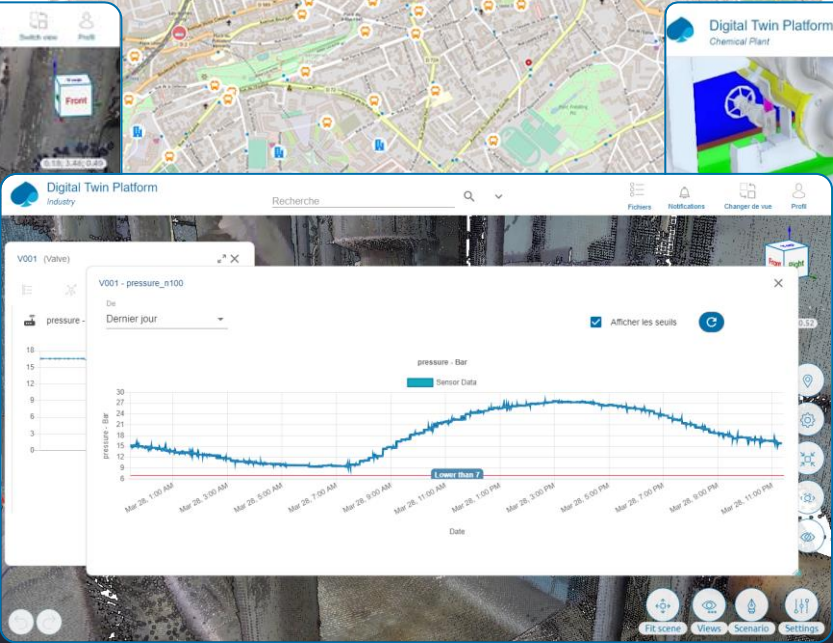 Switch view
Profil
Front
0.18; 3.48; 0.49
Digital Twin Platform
Chemical Plant
Digital Twin Platform
Industry
Recherche
Fichiers
Notifications
Changer de vue
Profil
V001 (Valve)
Front
Right
V001 - pressure_n100
De
Dernier jour
Afficher les seuils
pressure -
0.52
18
15
12
9
6
3
0
pressure - Bar
Sensor Data
pressure - Bar
30
27
24
21
18
15
12
9
6
Lower than 7
Mar 28, 1:00 AM
Mar 28, 3:00 AM
Mar 28, 5:00 AM
Mar 28, 7:00 AM
Mar 28, 9:00 AM
Mar 28, 11:00 AM
Mar 28, 1:00 PM
Mar 28, 3:00 PM
Mar 28, 5:00 PM
Mar 28, 7:00 PM
Mar 28, 9:00 PM
Mar 28, 11:00 PM
Date
Fit scene
Views
Scenario
Settings